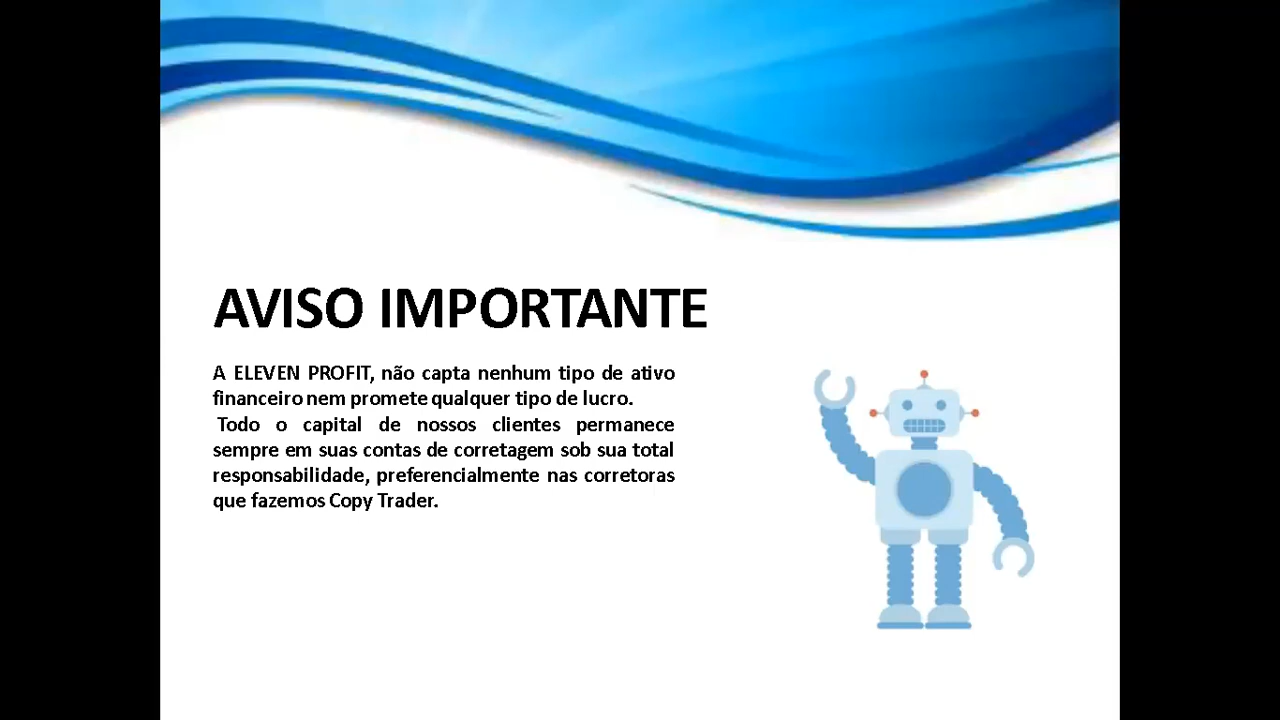 AVISO IMPORTANTE
A ELEVEN PROFIT, não capta nenhum tipo de ativo
financeiro nem promete qualquer tipo de lucro.
Todo o capital de nossos clientes permanece
sempre em suas contas de corretagem sob sua total
responsabilidade, preferencialmente nas corretoras
que fazemos Copy Trader.